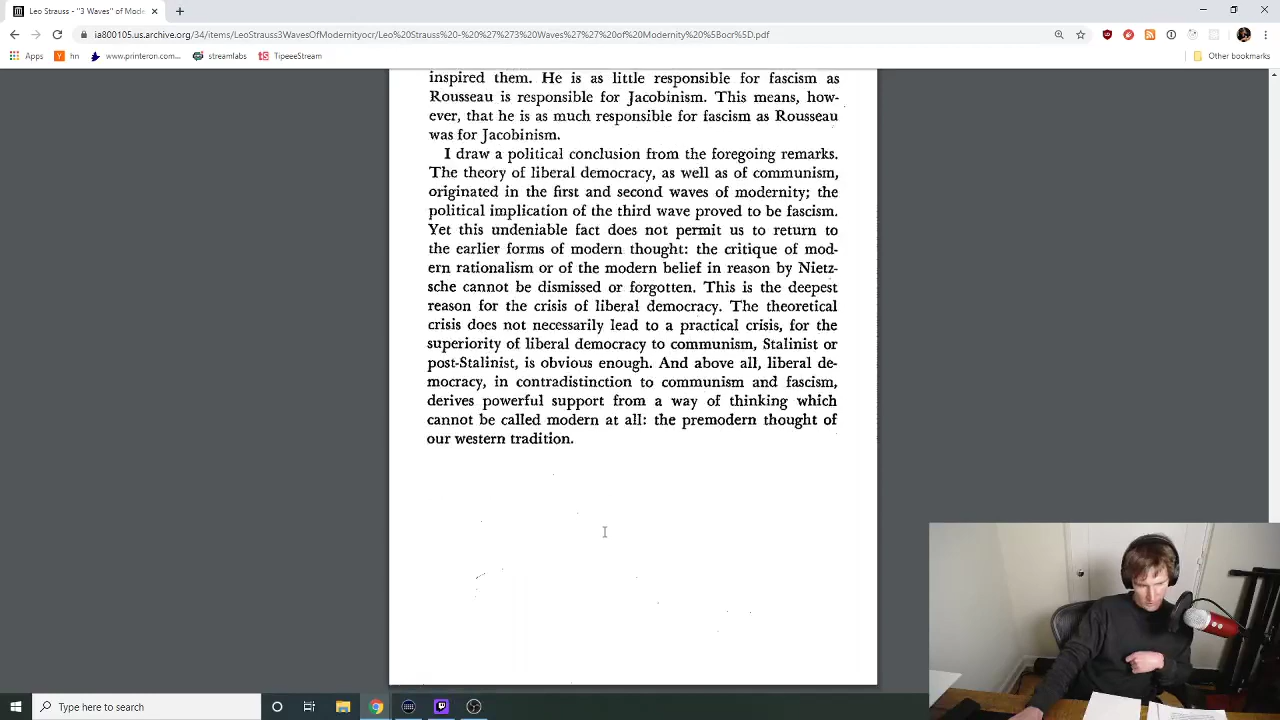 Leo Strauss - "3 Waves" of Mode
ia800105.us.archive.org/34/items/LeoStrauss3WavesOfModernityocr/Leo%20Strauss%20-%20%27%273%20Waves%27%27%20of%20Modernity%20%5Bocr%5D.pdf
Apps hn www.printeron.com... streamlabs TipeeeStream Other bookmarks
inspired them. He is as little responsible for fascism as
Rousseau is responsible for Jacobinism. This means, how-
ever, that he is as much responsible for fascism as Rousseau
was for Jacobinism.
I draw a political conclusion from the foregoing remarks.
The theory of liberal democracy, as well as of communism,
originated in the first and second waves of modernity; the
political implication of the third wave proved to be fascism.
Yet this undeniable fact does not permit us to return to
the earlier forms of modern thought: the critique of mod-
ern rationalism or of the modern belief in reason by Nietz-
sche cannot be dismissed or forgotten. This is the deepest
reason for the crisis of liberal democracy. The theoretical
crisis does not necessarily lead to a practical crisis, for the
superiority of liberal democracy to communism, Stalinist or
post-Stalinist, is obvious enough. And above all, liberal de-
mocracy, in contradistinction to communism and fascism,
derives powerful support from a way of thinking which
cannot be called modern at all: the premodern thought of
our western tradition.
Type here to search